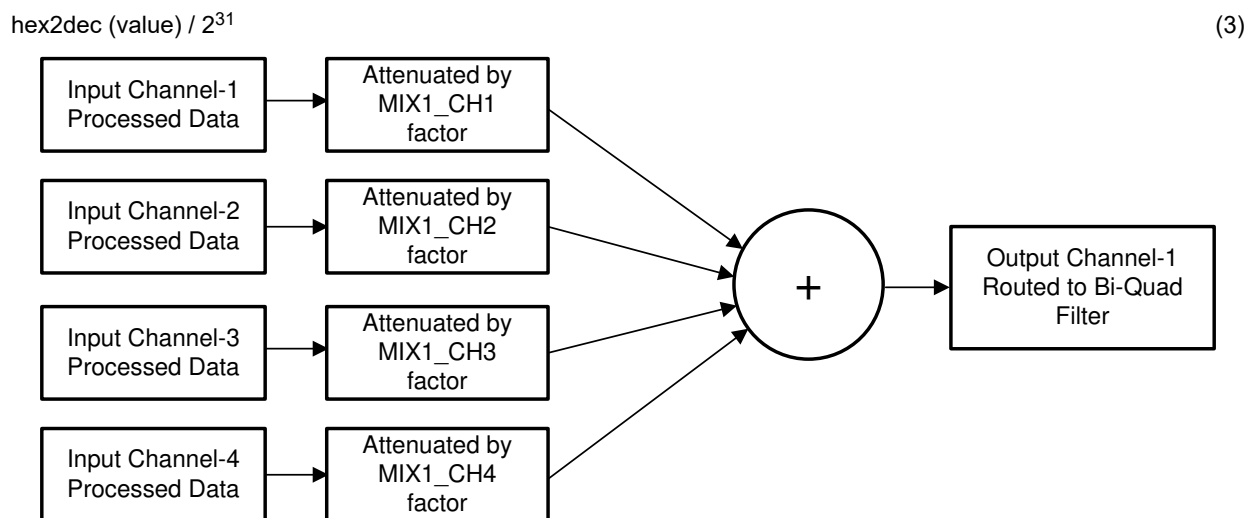 hex2dec (value) / 2³¹ (3)
Input Channel-1
Processed Data
Attenuated by
MIX1_CH1
factor
Input Channel-2
Processed Data
Attenuated by
MIX1_CH2
factor
Input Channel-3
Processed Data
Attenuated by
MIX1_CH3
factor
Input Channel-4
Processed Data
Attenuated by
MIX1_CH4
factor
+
Output Channel-1
Routed to Bi-Quad
Filter